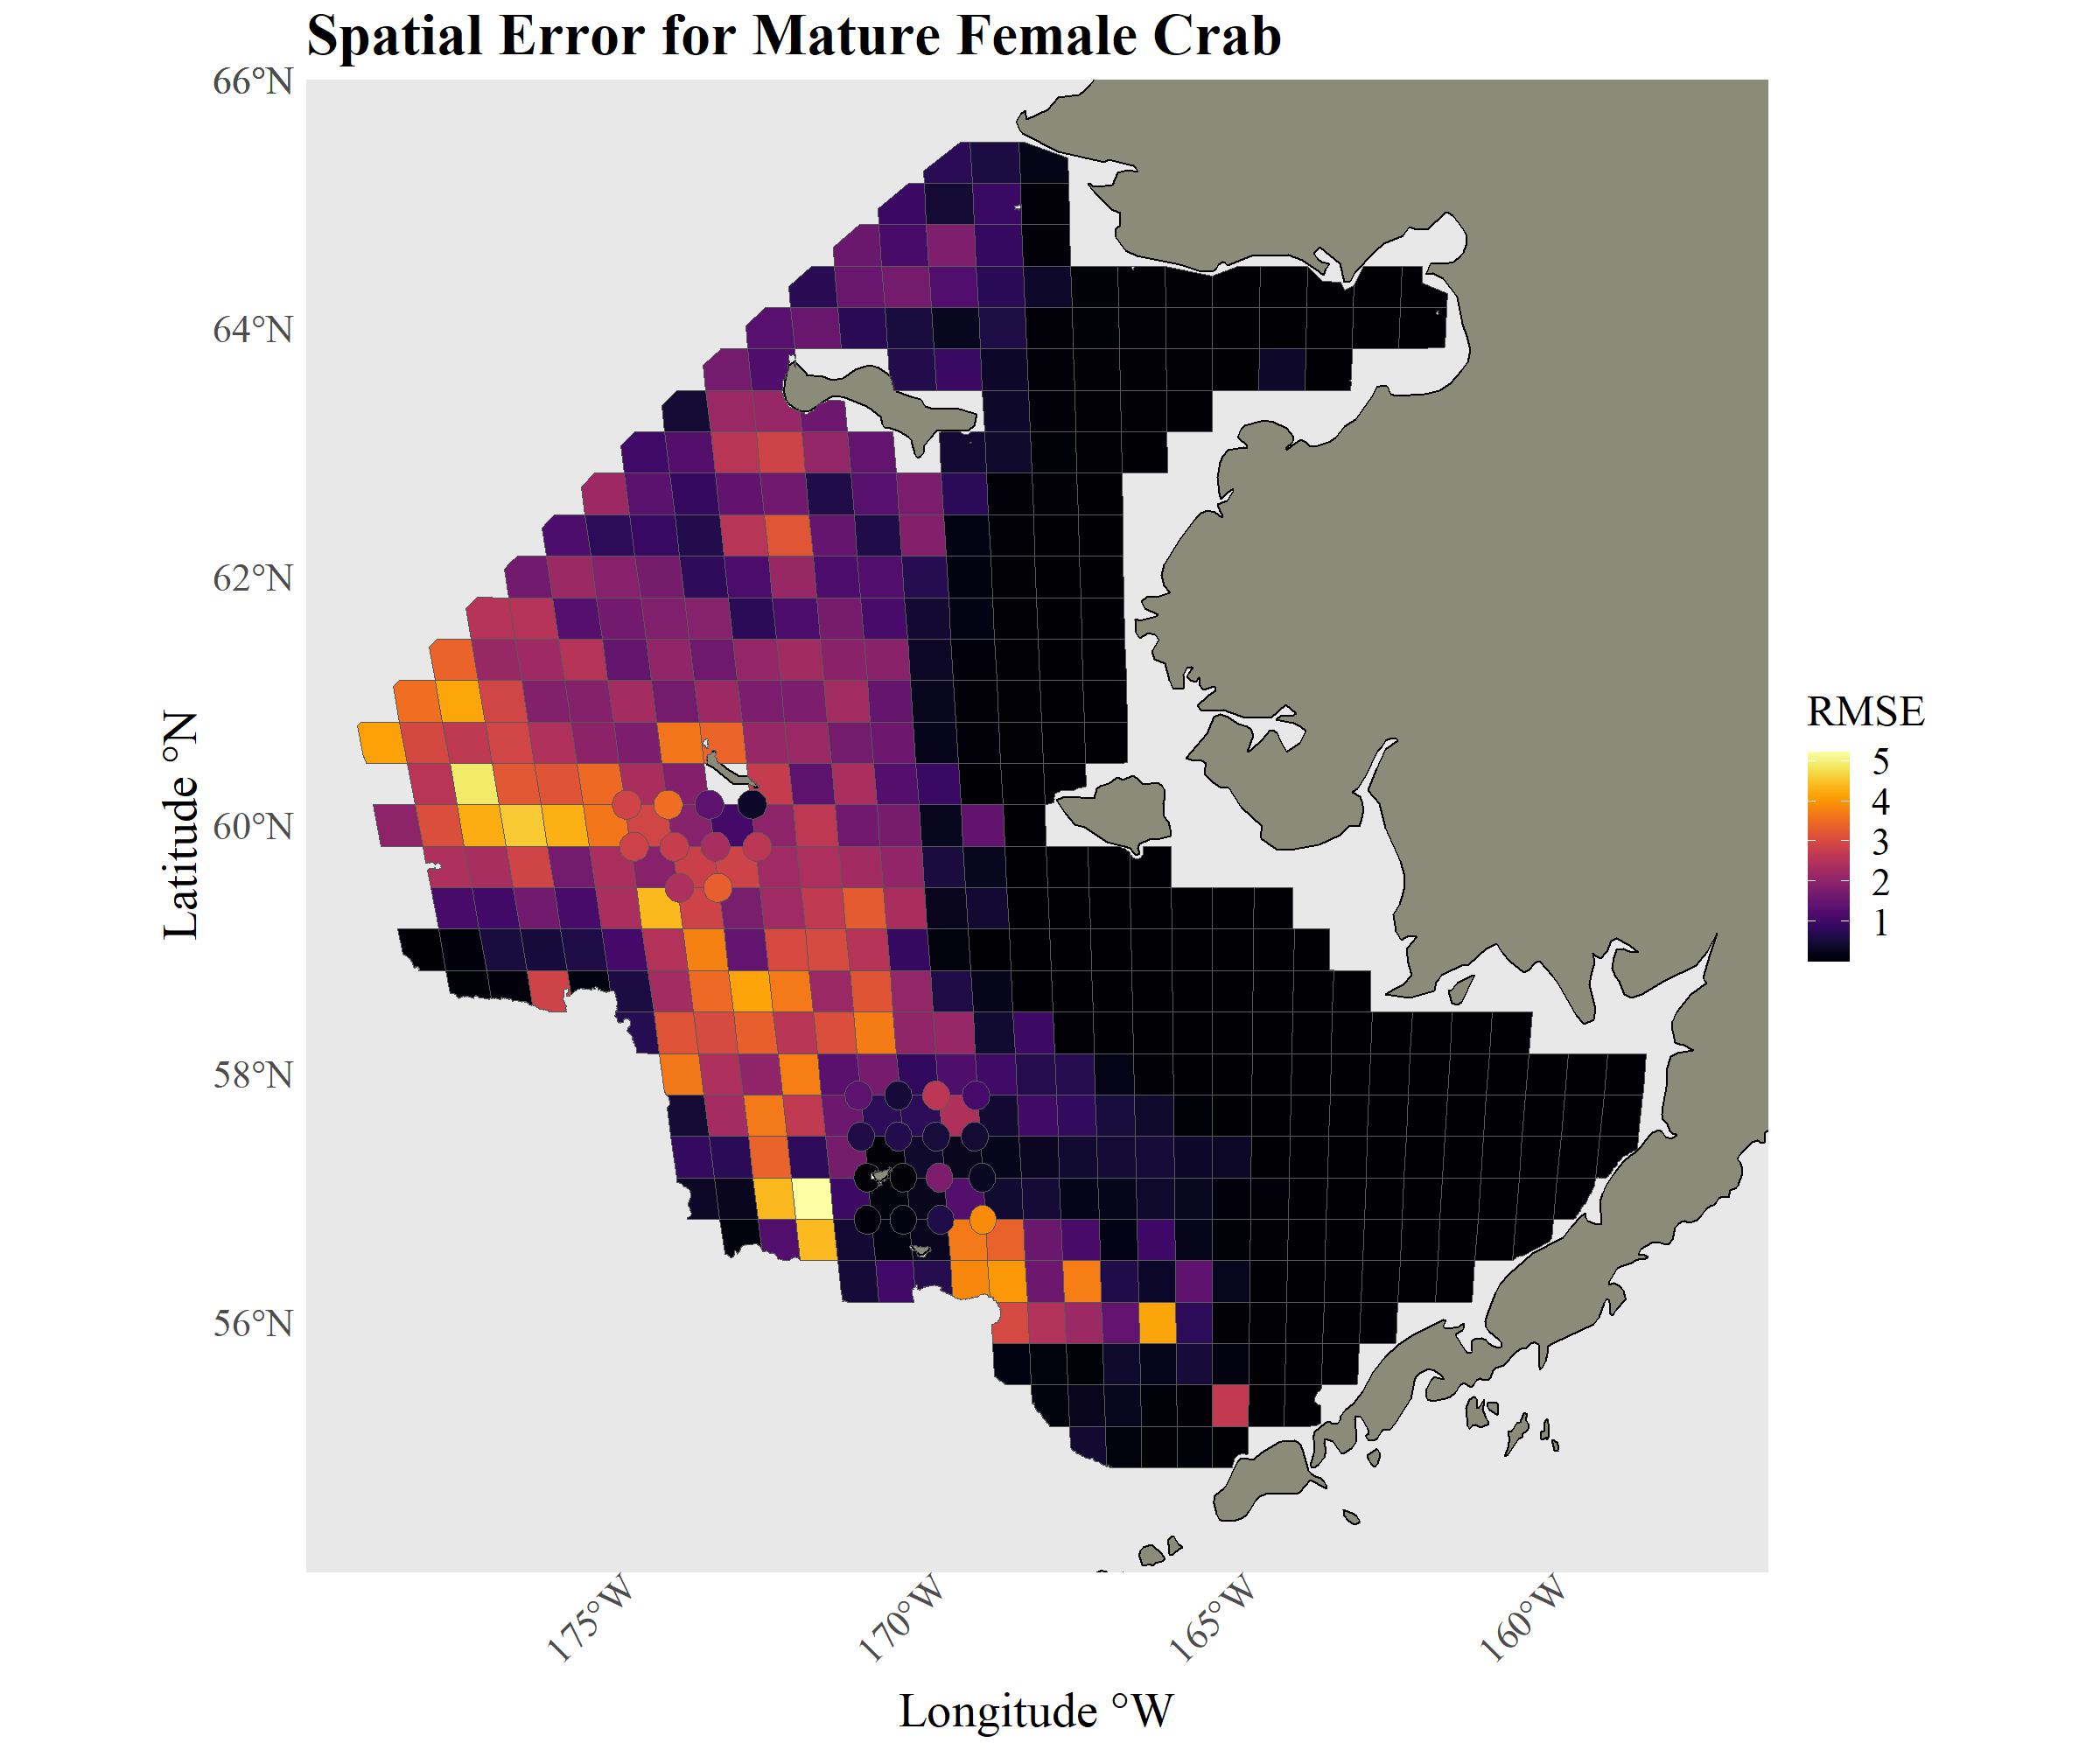 Spatial Error for Mature Female Crab
66°N
64°N
62°N
60°N
58°N
56°N
Latitude °N
175°W
170°W
165°W
160°W
Longitude °W
RMSE
5
4
3
2
1